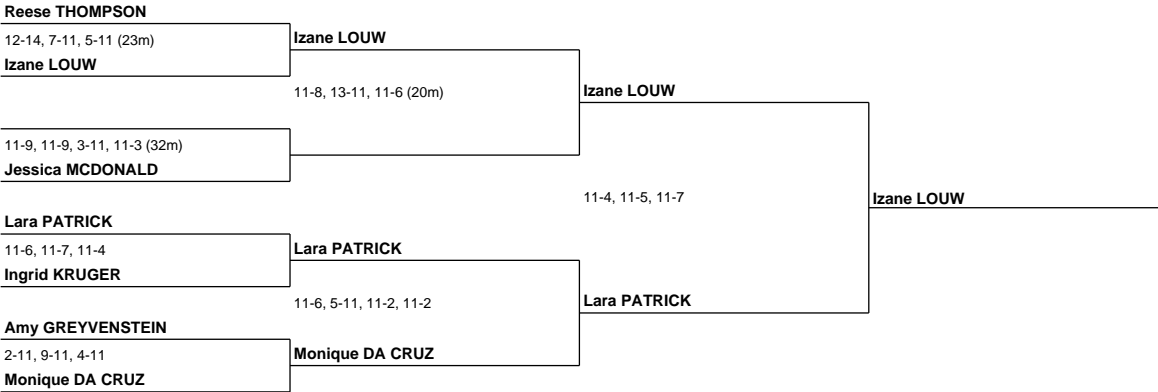 Reese THOMPSON
12-14, 7-11, 5-11 (23m)
Izane LOUW
Izane LOUW
11-8, 13-11, 11-6 (20m)
Izane LOUW
11-9, 11-9, 3-11, 11-3 (32m)
Jessica MCDONALD
11-4, 11-5, 11-7
Izane LOUW
Lara PATRICK
11-6, 11-7, 11-4
Ingrid KRUGER
Lara PATRICK
11-6, 5-11, 11-2, 11-2
Lara PATRICK
Amy GREYVENSTEIN
2-11, 9-11, 4-11
Monique DA CRUZ
Monique DA CRUZ